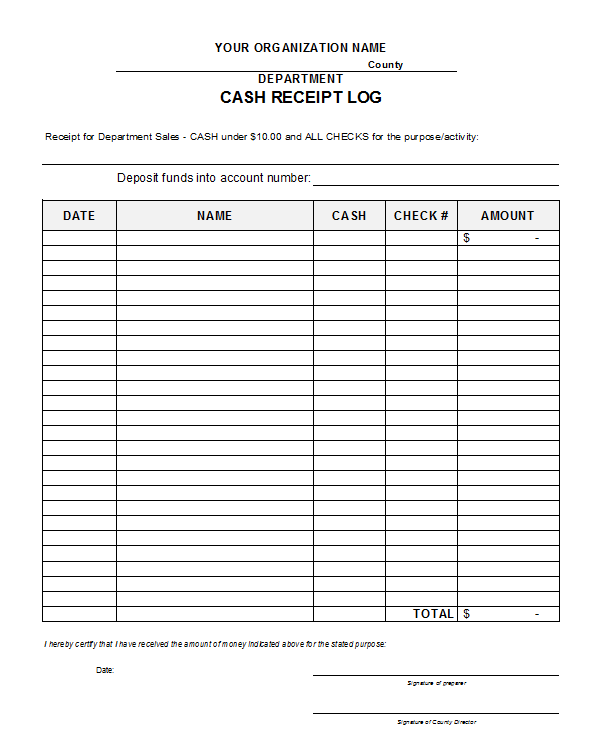 YOUR ORGANIZATION NAME
County
DEPARTMENT
CASH RECEIPT LOG
Receipt for Department Sales - CASH under $10.00 and ALL CHECKS for the purpose/activity:
Deposit funds into account number:
DATE NAME CASH CHECK # AMOUNT
$ -
TOTAL $ -
I hereby certify that I have received the amount of money indicated above for the stated purpose:
Date:
Signature of preparer
Signature of County Director